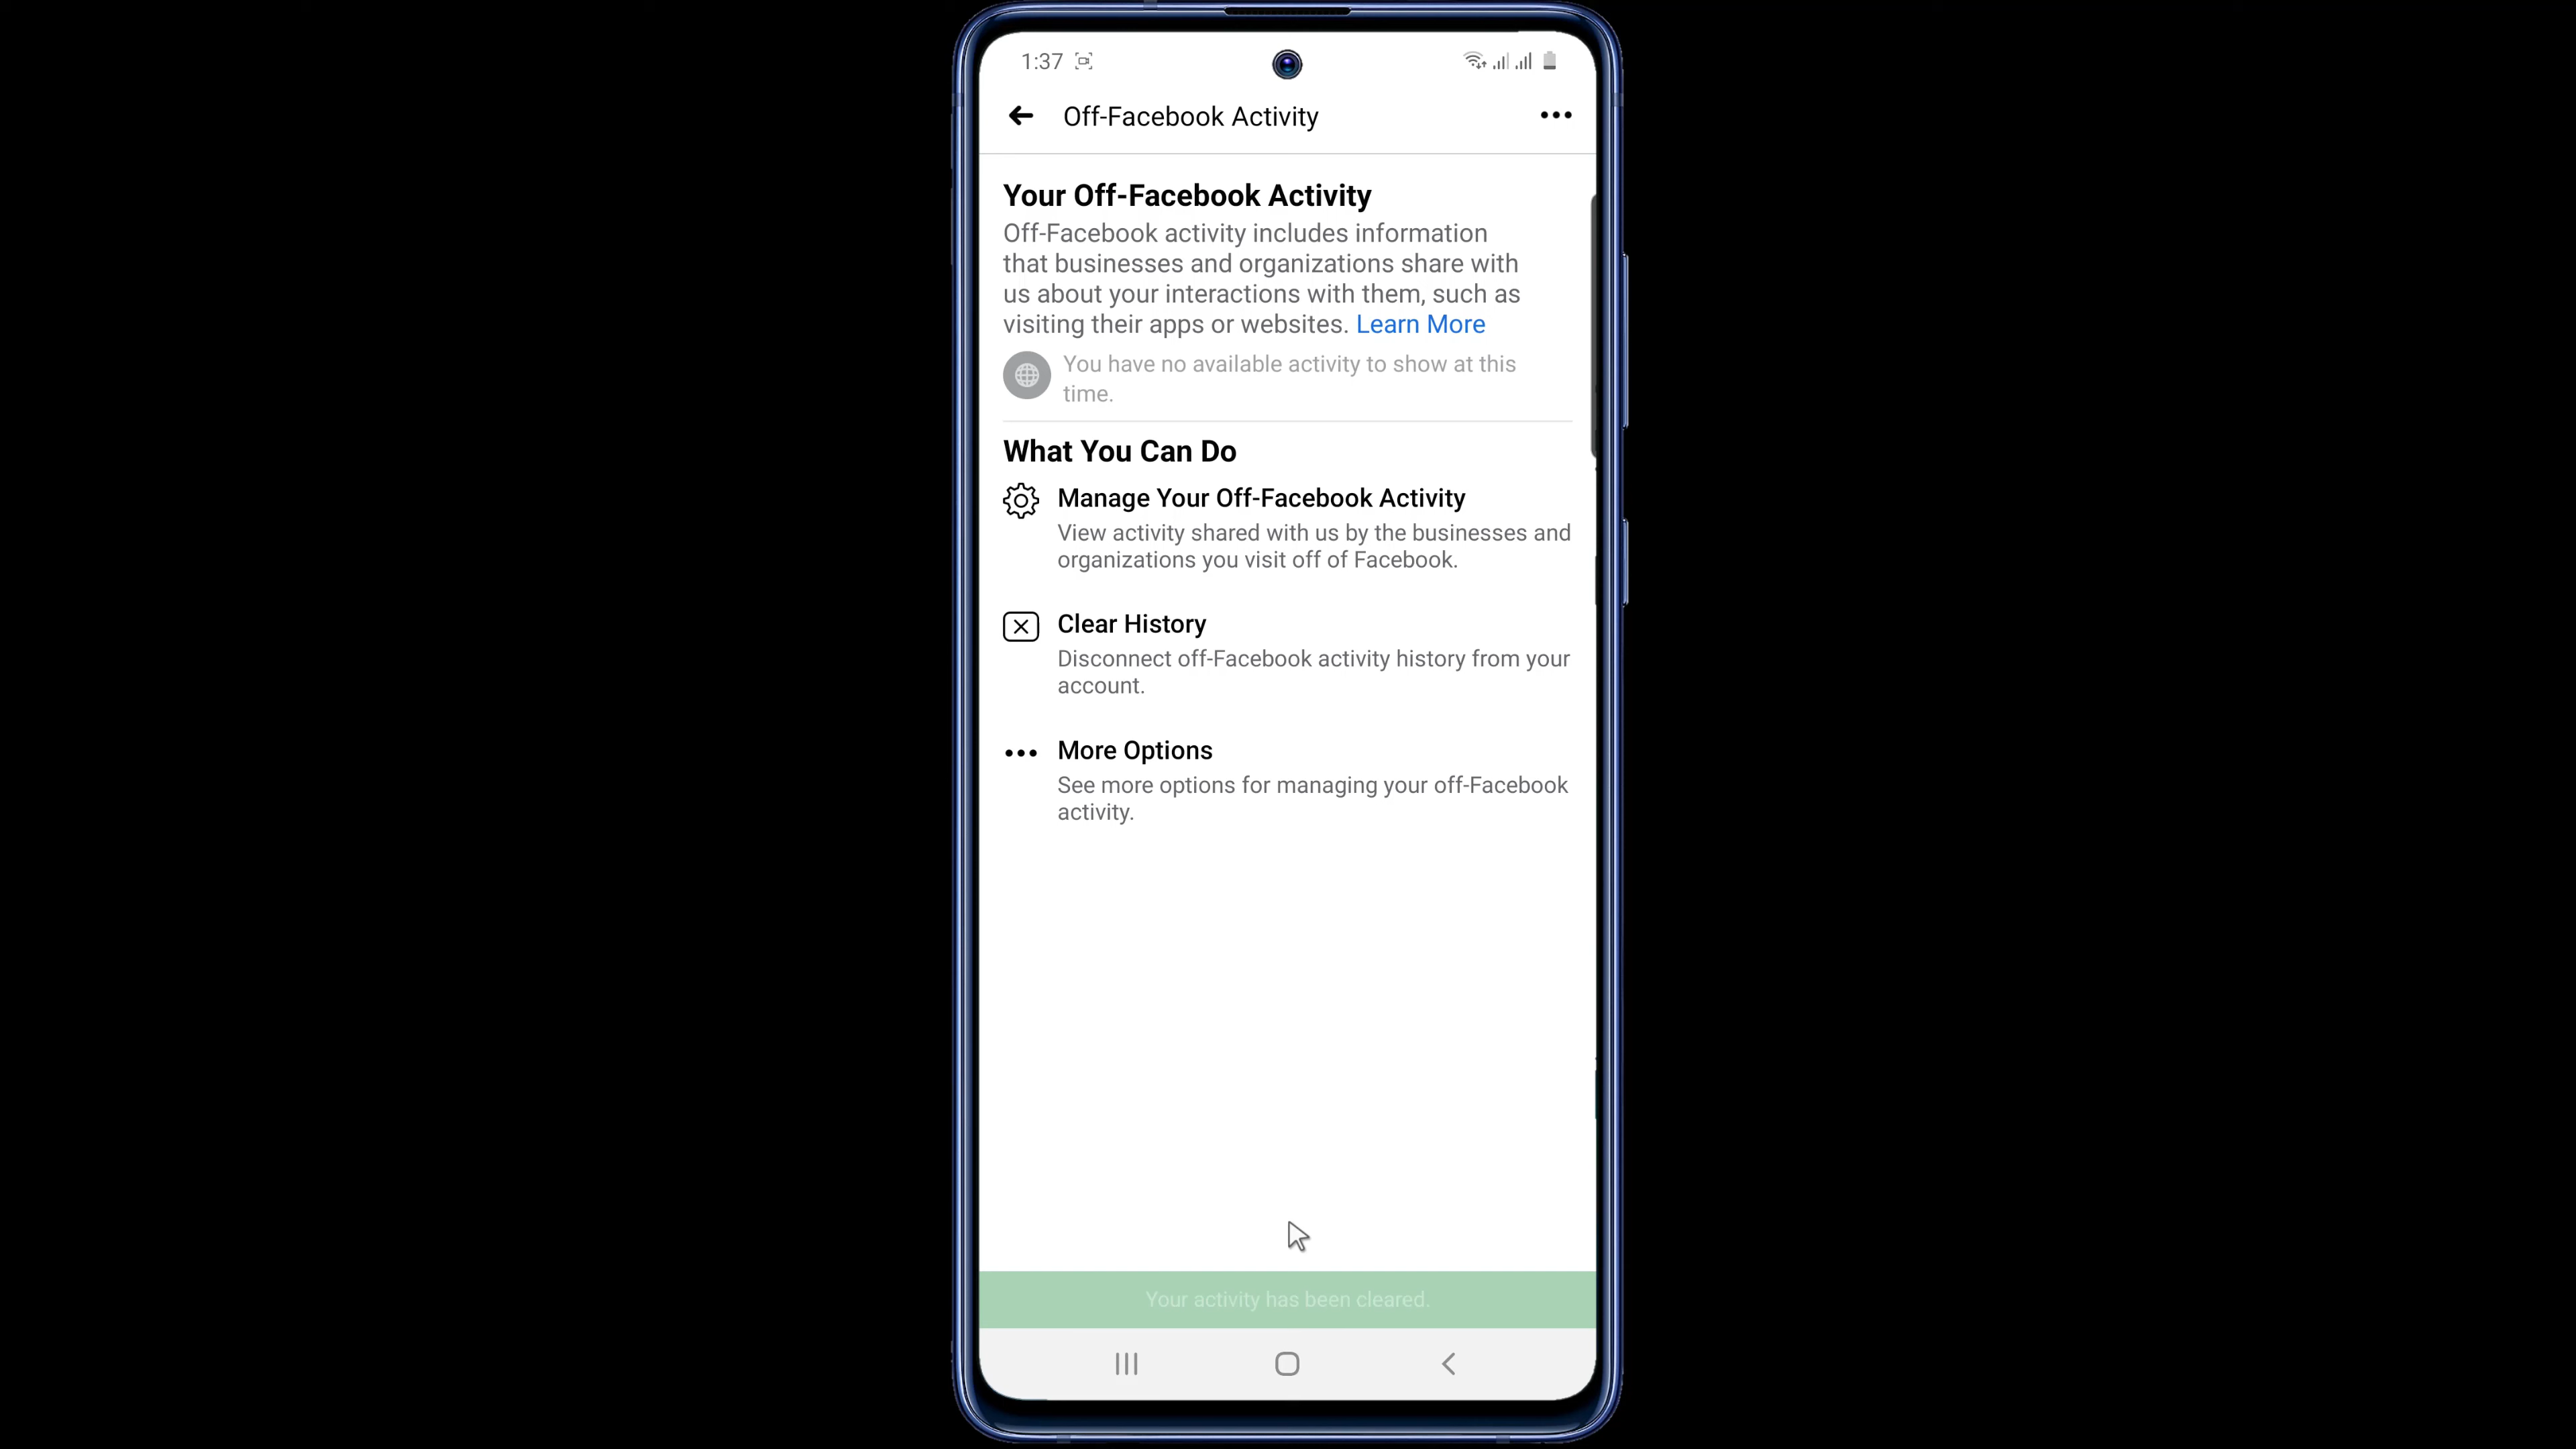 1:37
Off-Facebook Activity
Your Off-Facebook Activity
Off-Facebook activity includes information
that businesses and organizations share with
us about your interactions with them, such as
visiting their apps or websites. Learn More
You have no available activity to show at this
time.
What You Can Do
Manage Your Off-Facebook Activity
View activity shared with us by the businesses and
organizations you visit off of Facebook.
Clear History
Disconnect off-Facebook activity history from your
account.
More Options
See more options for managing your off-Facebook
activity.
Your activity has been cleared.